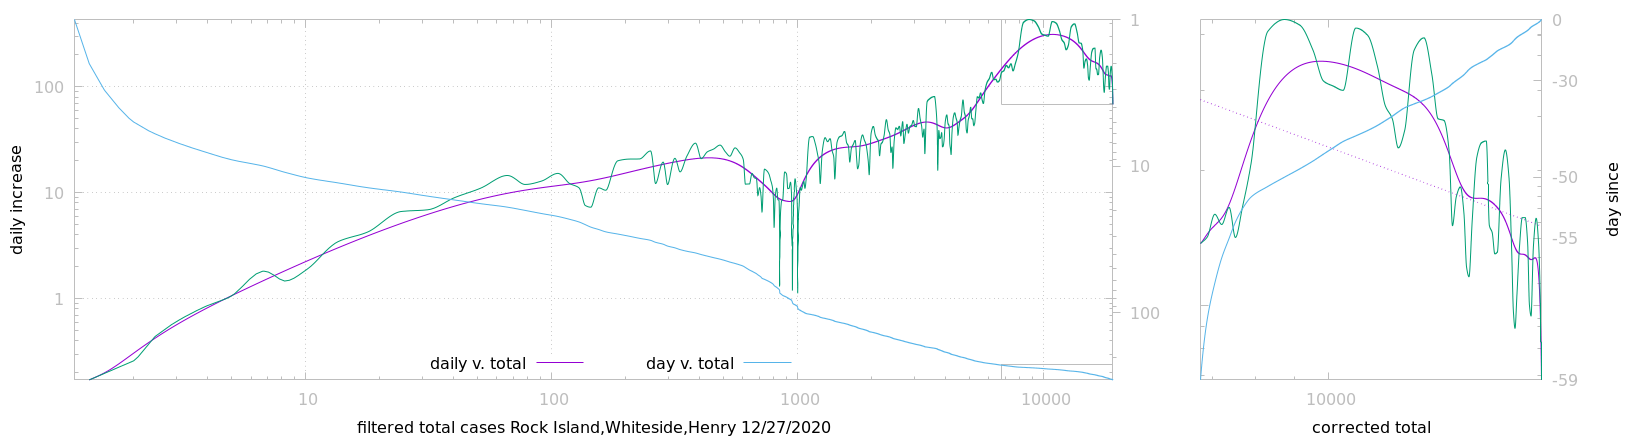 daily increase
100
10
1
10
100
1000
10000
1
10
100
daily v. total
day v. total
filtered total cases Rock Island,Whiteside,Henry 12/27/2020
0
-30
-50
-55
-59
day since
10000
corrected total